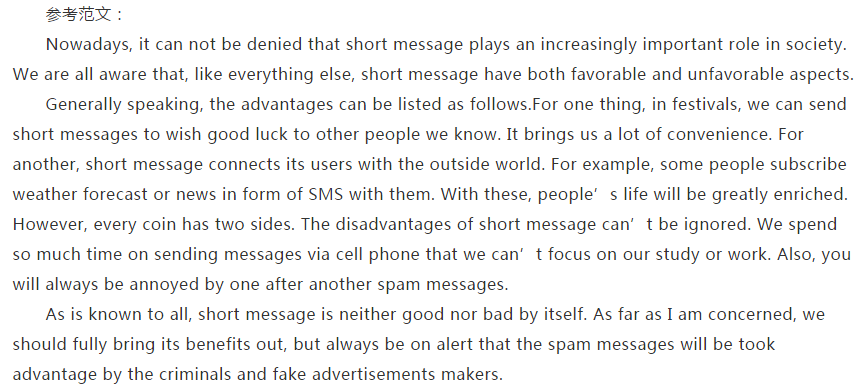 参考范文：
Nowadays, it can not be denied that short message plays an increasingly important role in society.
We are all aware that, like everything else, short message have both favorable and unfavorable aspects.
Generally speaking, the advantages can be listed as follows.For one thing, in festivals, we can send
short messages to wish good luck to other people we know. It brings us a lot of convenience. For
another, short message connects its users with the outside world. For example, some people subscribe
weather forecast or news in form of SMS with them. With these, people’s life will be greatly enriched.
However, every coin has two sides. The disadvantages of short message can’t be ignored. We spend
so much time on sending messages via cell phone that we can’t focus on our study or work. Also, you
will always be annoyed by one after another spam messages.
As is known to all, short message is neither good nor bad by itself. As far as I am concerned, we
should fully bring its benefits out, but always be on alert that the spam messages will be took
advantage by the criminals and fake advertisements makers.